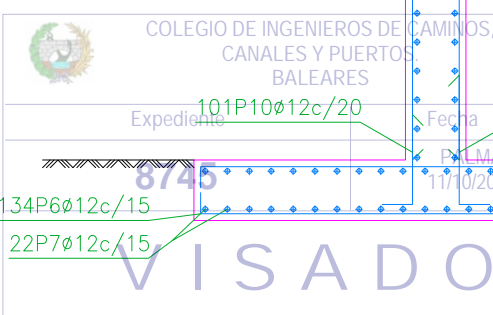 COLEGIO DE INGENIEROS DE CAMINOS,
CANALES Y PUERTOS.
BALEARES
101P10ø12c/20
Expediente
Fecha
8745
11/10/20
134P6ø12c/15
22P7ø12c/15
VISADO